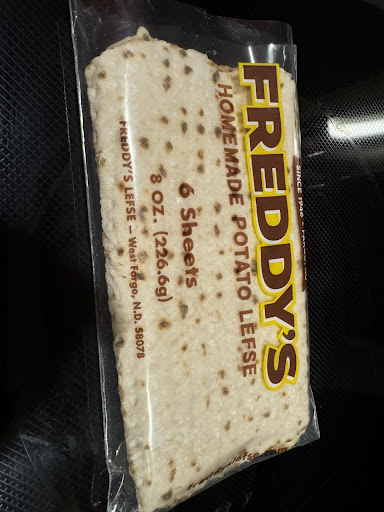 SINCE 1946
FREDDY'S
HOMEMADE POTATO LEFSE
6 Sheets
8 OZ. (226.6g)
FREDDY'S LEFSE — West Fargo, N.D. 58078